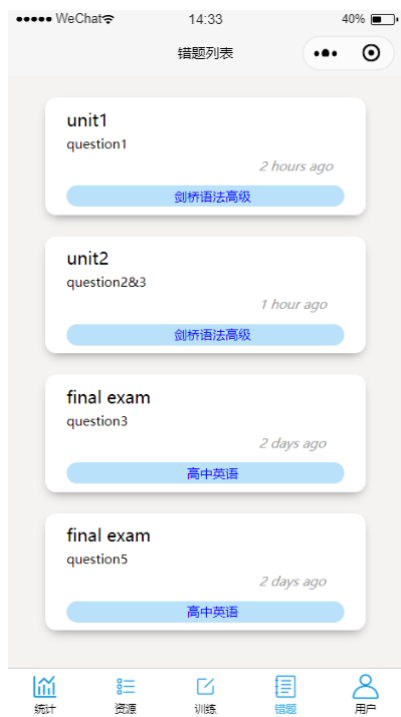 WeChat 14:33 40%
错题列表
unit1
question1
2 hours ago
剑桥语法高级
unit2
question2&3
1 hour ago
剑桥语法高级
final exam
question3
2 days ago
高中英语
final exam
question5
2 days ago
高中英语
统计 资源 训练 错题 用户